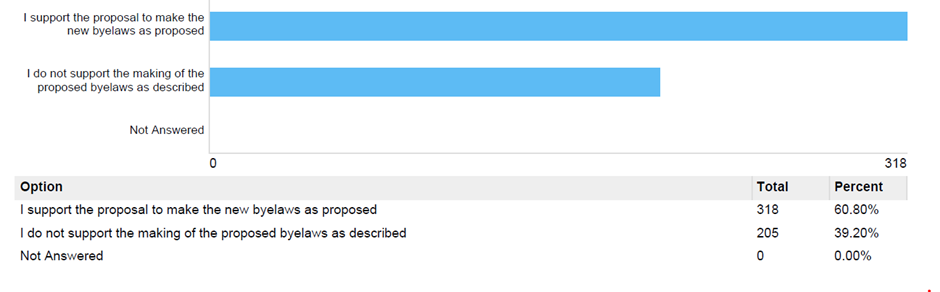 I support the proposal to make the
new byelaws as proposed
I do not support the making of the
proposed byelaws as described
Not Answered
0 318
Option Total Percent
I support the proposal to make the new byelaws as proposed 318 60.80%
I do not support the making of the proposed byelaws as described 205 39.20%
Not Answered 0 0.00%